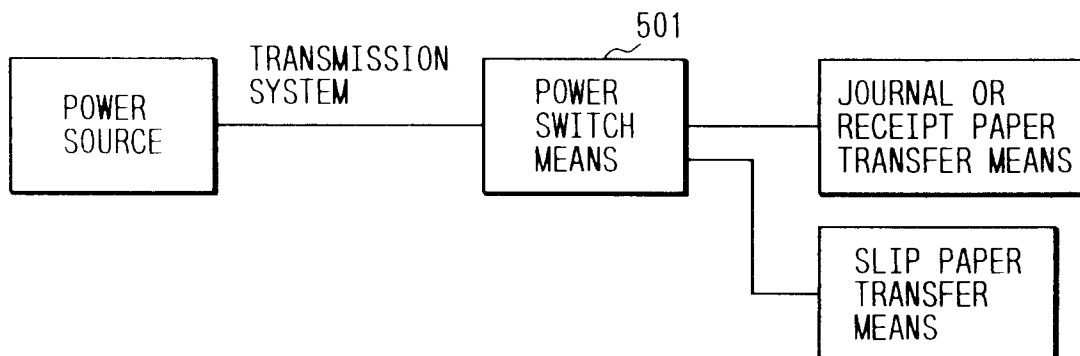 501
TRANSMISSION
SYSTEM
POWER
SOURCE
POWER
SWITCH
MEANS
JOURNAL OR
RECEIPT PAPER
TRANSFER MEANS
SLIP PAPER
TRANSFER
MEANS